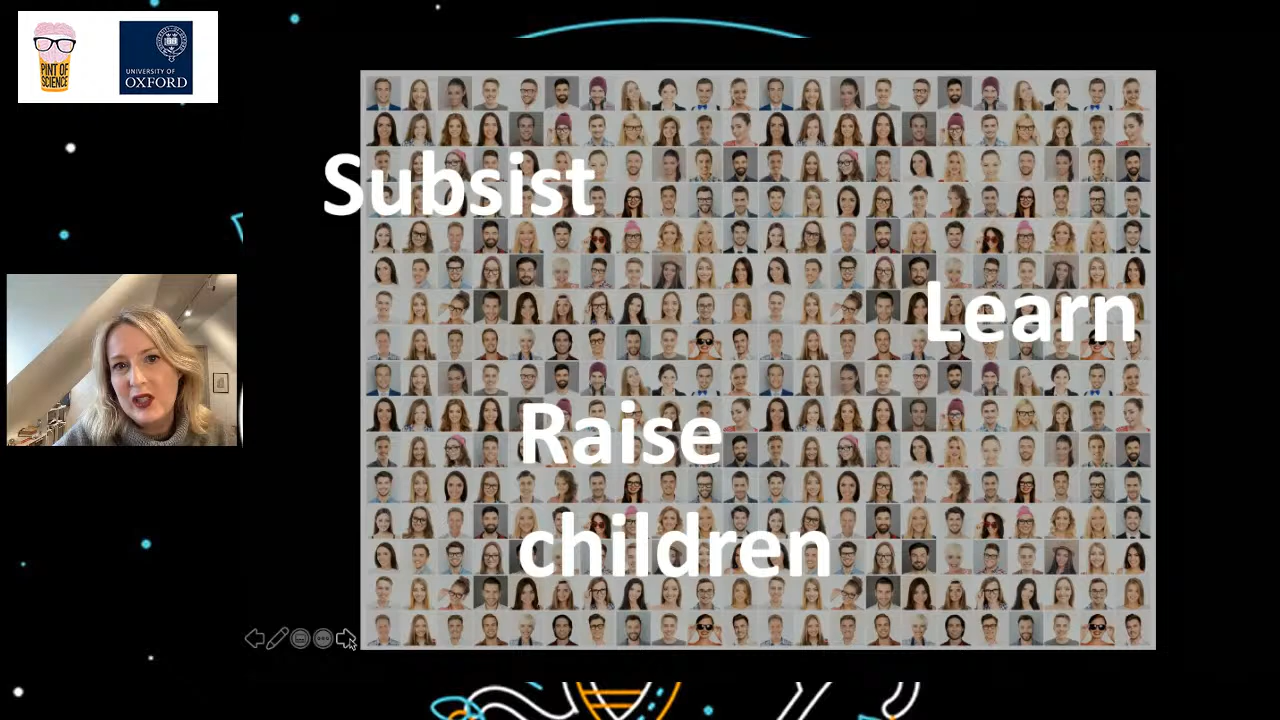 PINT OF
SCIENCE
UNIVERSITY OF
OXFORD
Subsist
Learn
Raise
children